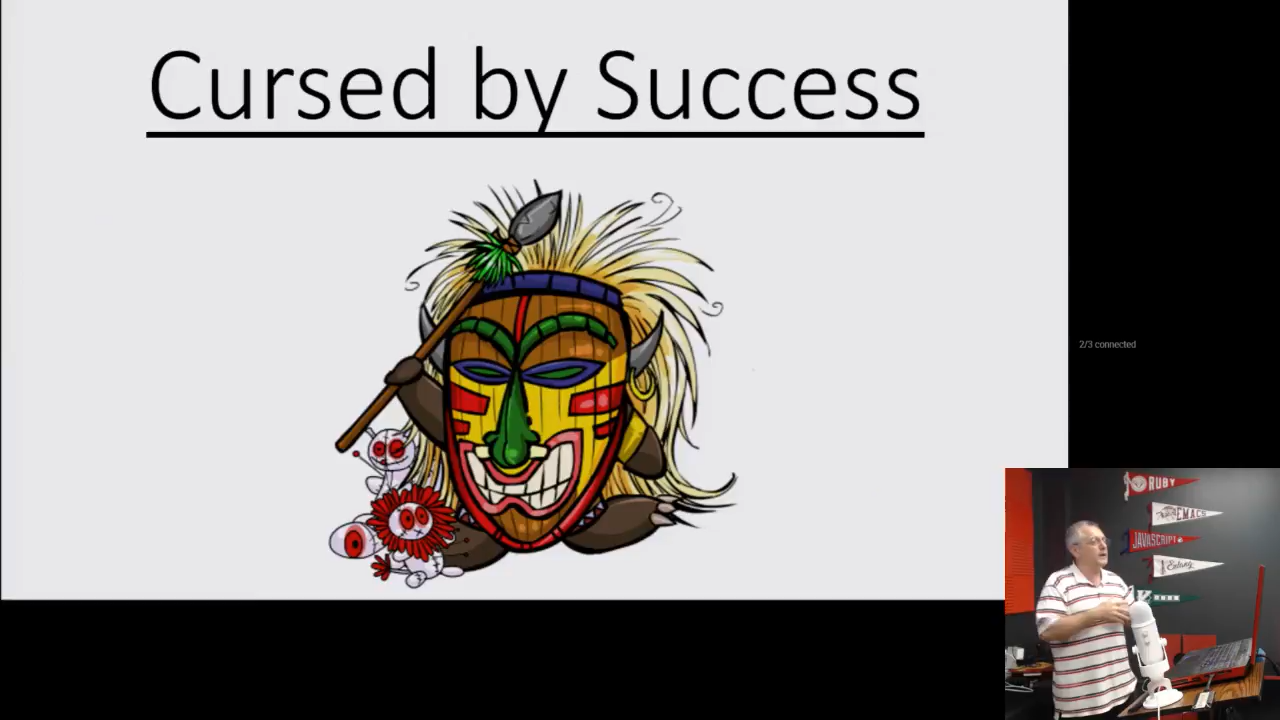 Cursed by Success
2/3 connected
RUBY
EMACS
JAVASCRIPT
Erlang